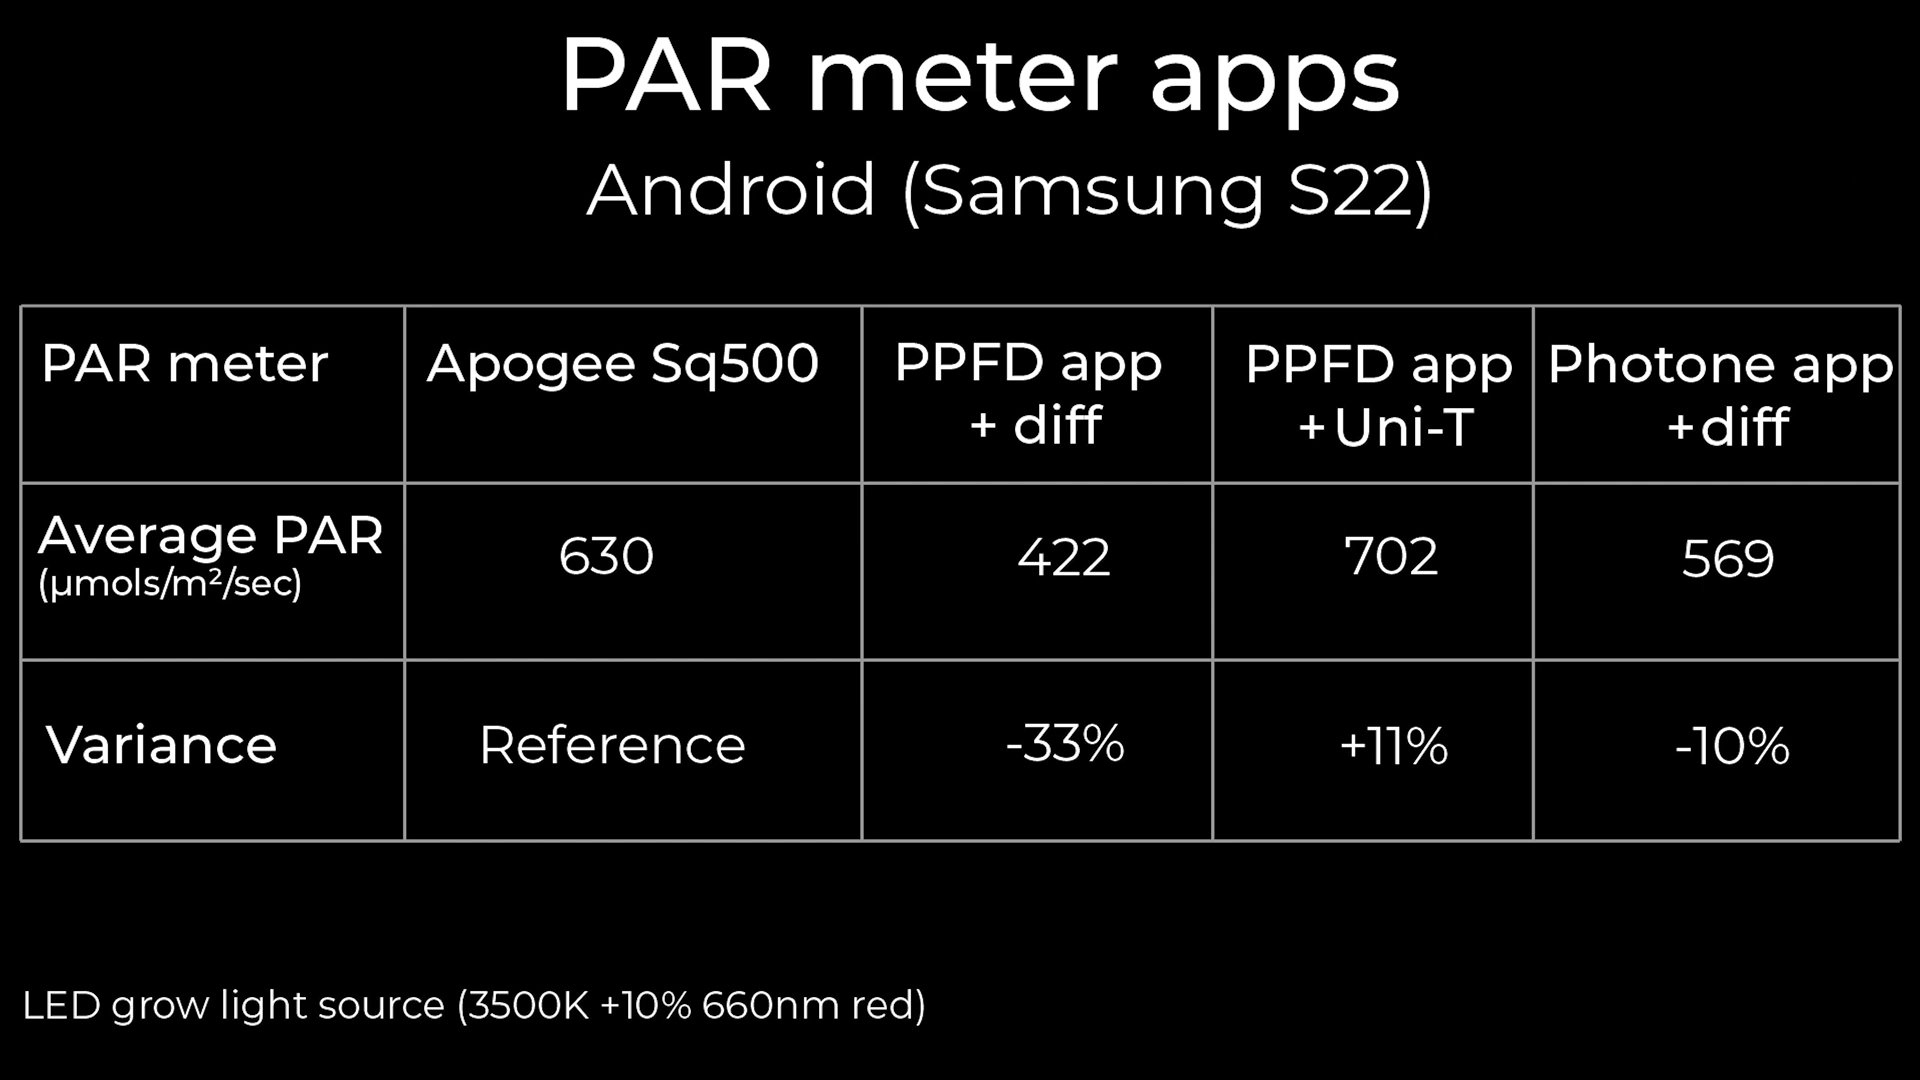 PAR meter apps
Android (Samsung S22)
PAR meter
Apogee Sq500
PPFD app
+ diff
PPFD app
+Uni-T
Photone app
+diff
Average PAR
(µmols/m²/sec)
630
422
702
569
Variance
Reference
-33%
+11%
-10%
LED grow light source (3500K +10% 660nm red)